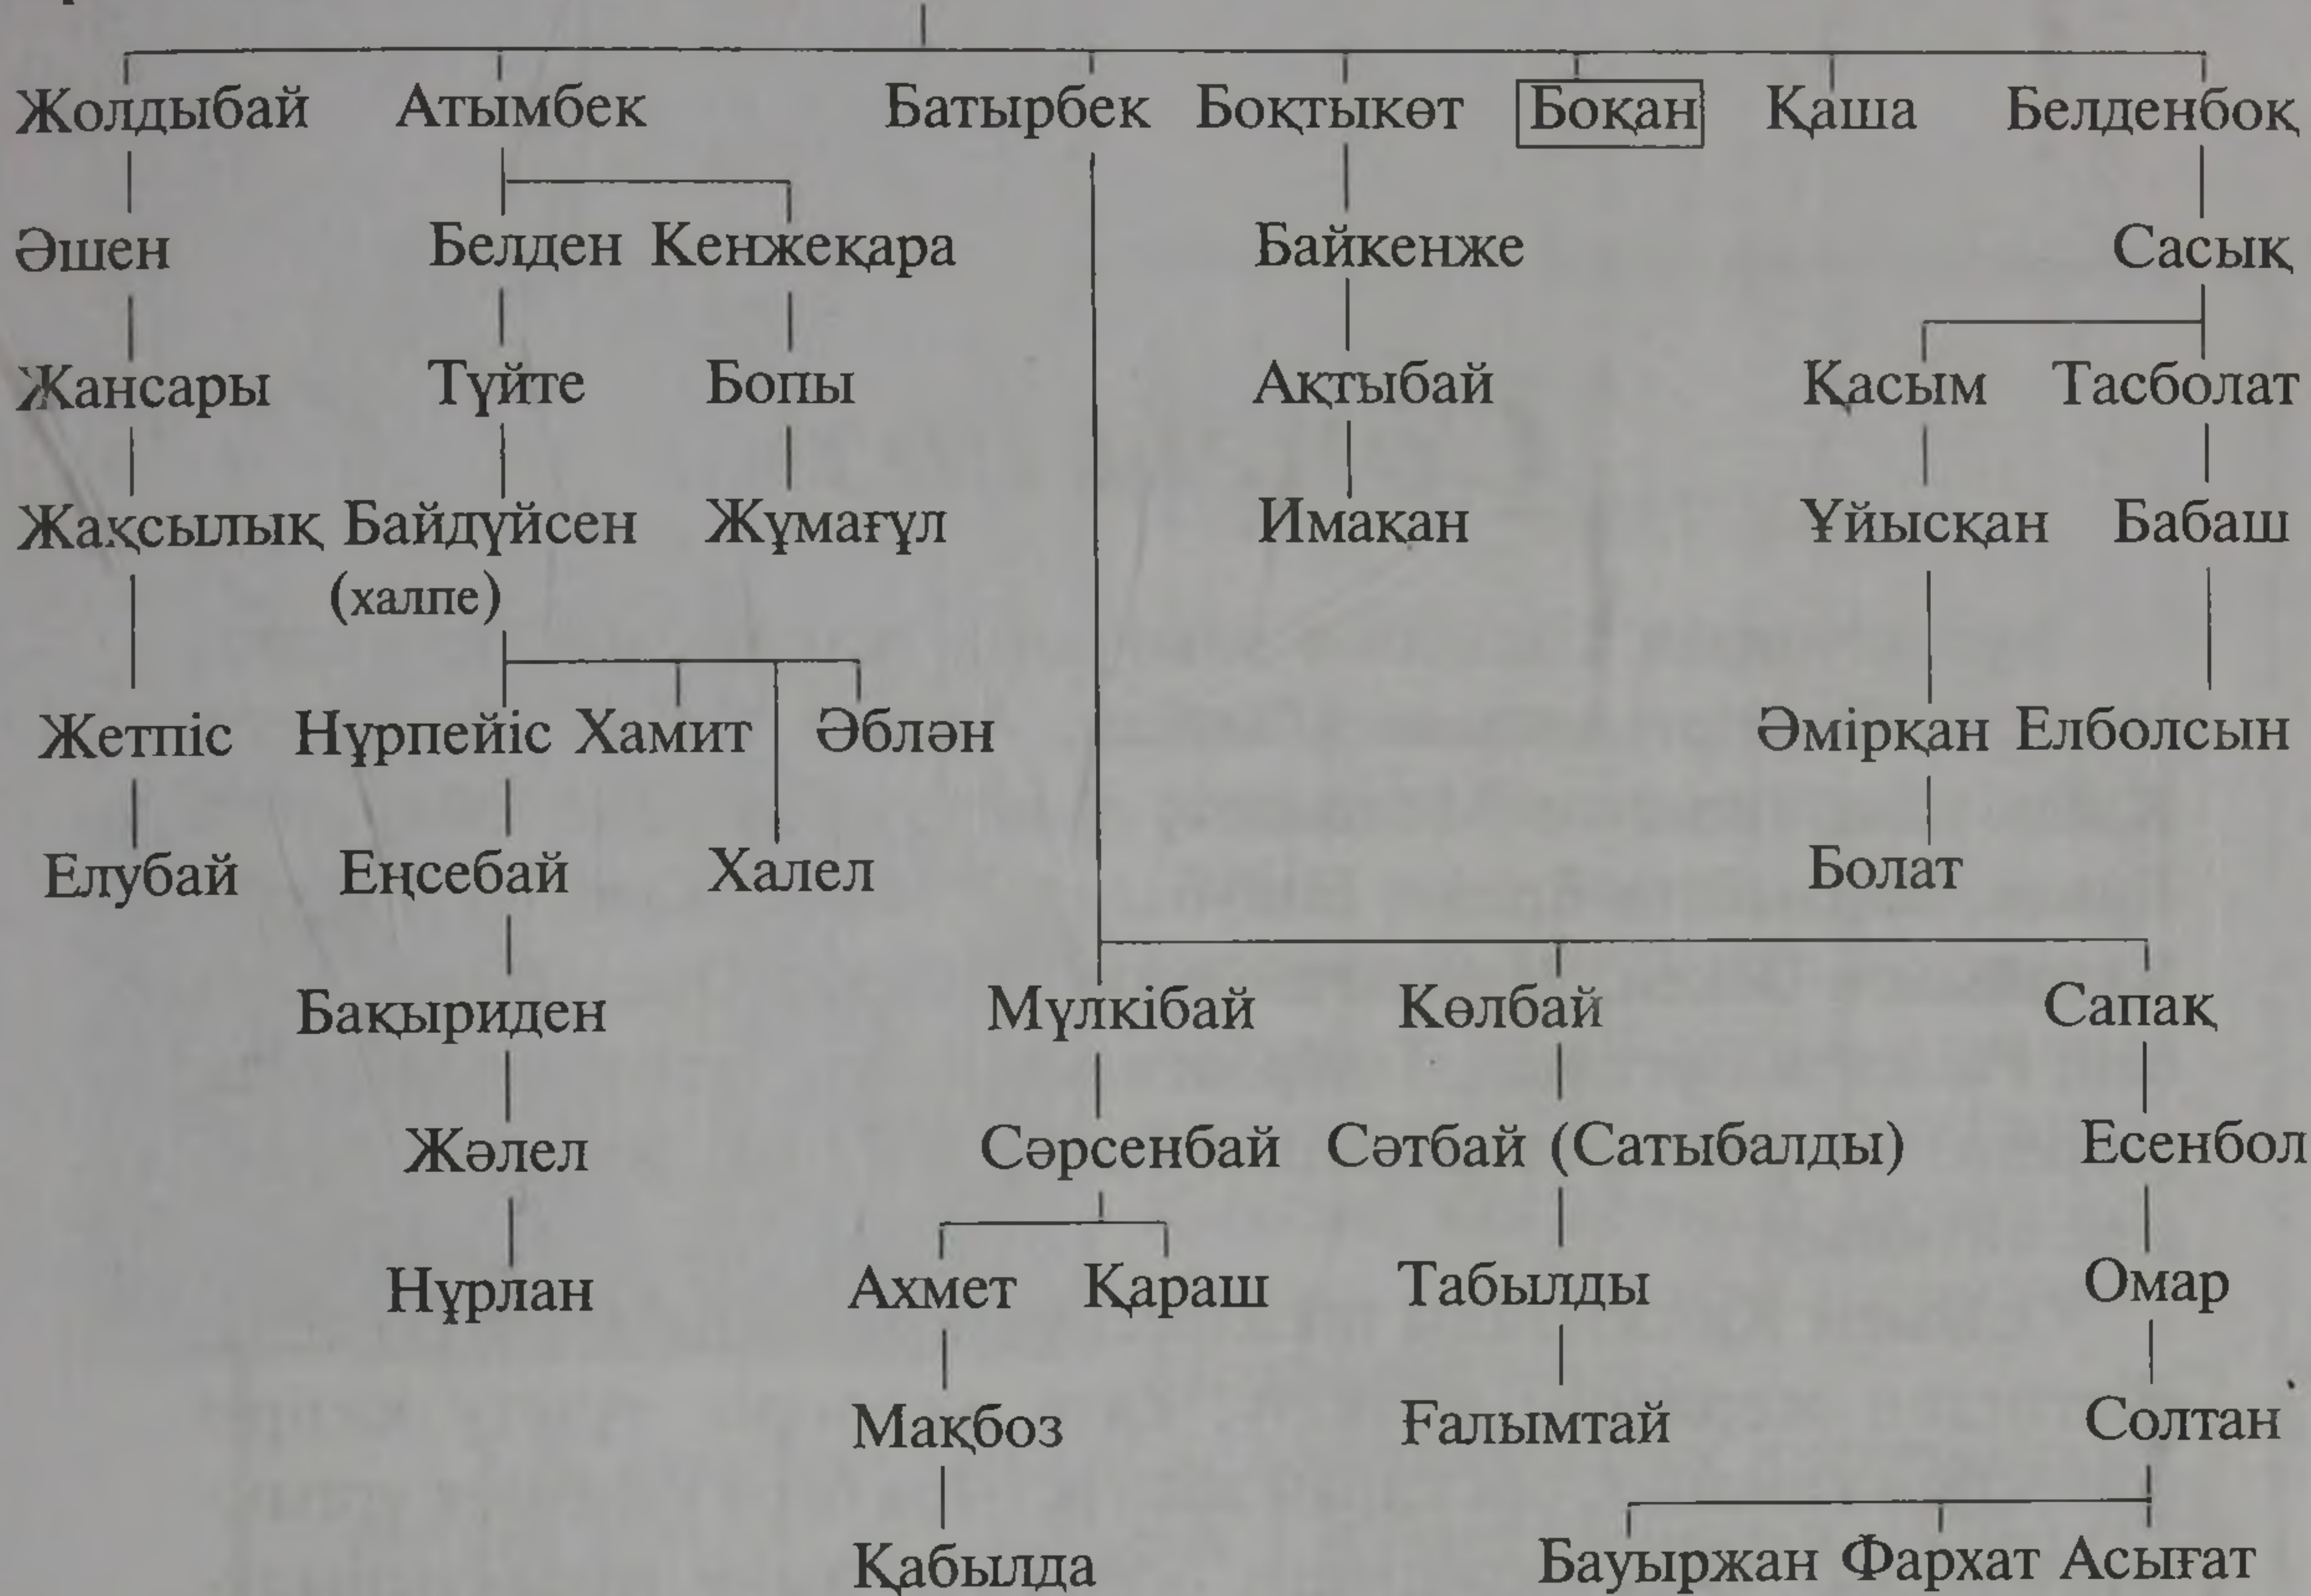 Жолдыбай Атымбек Батырбек Боқтыкөт Боқан Қаша Белденбоқ
Әшен Белден Кенжеқара Байкенже Сасық
Жансары Түйте Бопы Ақтыбай Қасым Тасболат
Жақсылық Байдүйсен Жұмағұл Имақан Ұйысқан Бабаш
(халпе)
Жетпіс Нұрпейіс Хамит Әблән Әмірқан Елболсын
Елубай Еңсебай Халел Болат
Бақыриден Мүлкібай Көлбай Сапақ
Жәлел Сәрсенбай Сәтбай (Сатыбалды) Есенбол
Нұрлан Ахмет Қараш Табылды Омар
Мақбоз Ғалымтай Солтан
Қабылда Бауыржан Фархат Асығат